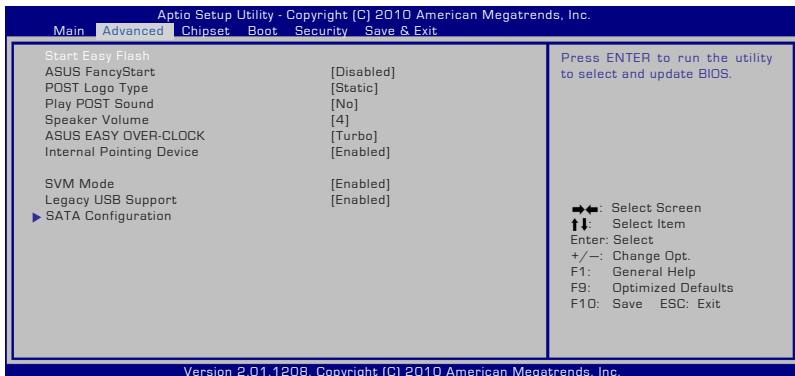 Aptio Setup Utility - Copyright (C) 2010 American Megatrends, Inc.
Main Advanced Chipset Boot Security Save & Exit
Start Easy Flash
ASUS FancyStart [Disabled]
POST Logo Type [Static]
Play POST Sound [No]
Speaker Volume [4]
ASUS EASY OVER-CLOCK [Turbo]
Internal Pointing Device [Enabled]
SVM Mode [Enabled]
Legacy USB Support [Enabled]
SATA Configuration
Press ENTER to run the utility
to select and update BIOS.
→←: Select Screen
↑↓: Select Item
Enter: Select
+/—: Change Opt.
F1: General Help
F9: Optimized Defaults
F10: Save ESC: Exit
Version 2.01.1208. Copyright (C) 2010 American Megatrends, Inc.